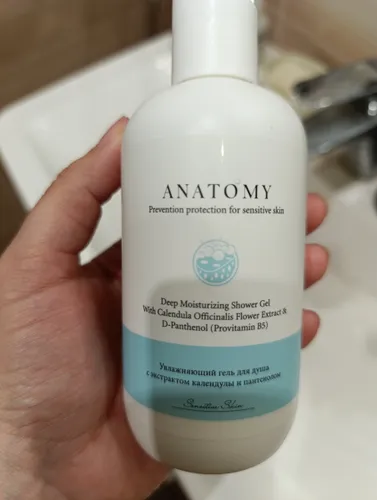 ANATOMY
Prevention protection for sensitive skin
Deep Moisturizing Shower Gel
With Calendula Officinalis Flower Extract &
D-Panthenol (Provitamin B5)
Увлажняющий гель для душа
с экстрактом календулы и пантенолом
Sensitive Skin